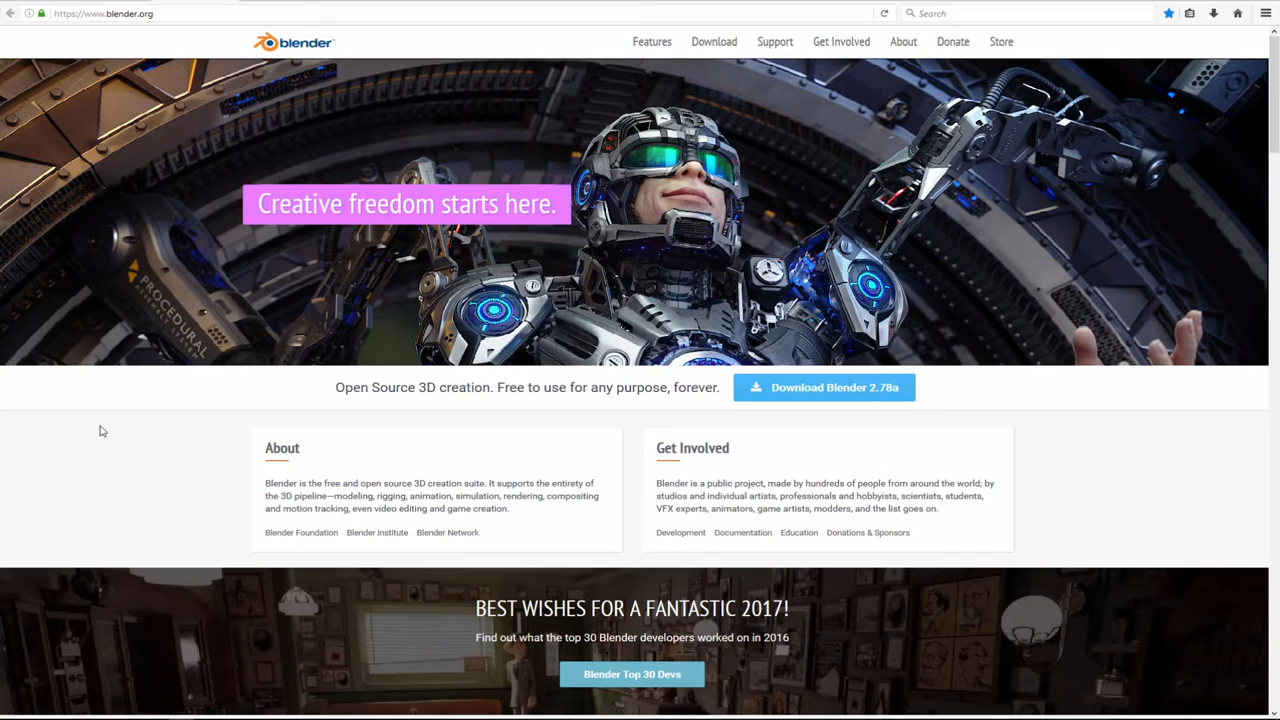 https://www.blender.org
Search
blender
Features Download Support Get Involved About Donate Store
Creative freedom starts here.
PROCEDURAL
Open Source 3D creation. Free to use for any purpose, forever.
Download Blender 2.78a
About
Blender is the free and open source 3D creation suite. It supports the entirety of
the 3D pipeline—modeling, rigging, animation, simulation, rendering, compositing
and motion tracking, even video editing and game creation.
Blender Foundation · Blender Institute · Blender Network
Get Involved
Blender is a public project, made by hundreds of people from around the world; by
studios and individual artists, professionals and hobbyists, scientists, students,
VFX experts, animators, game artists, modders, and the list goes on.
Development · Documentation · Education · Donations & Sponsors
BEST WISHES FOR A FANTASTIC 2017!
Find out what the top 30 Blender developers worked on in 2016
Blender Top 30 Devs